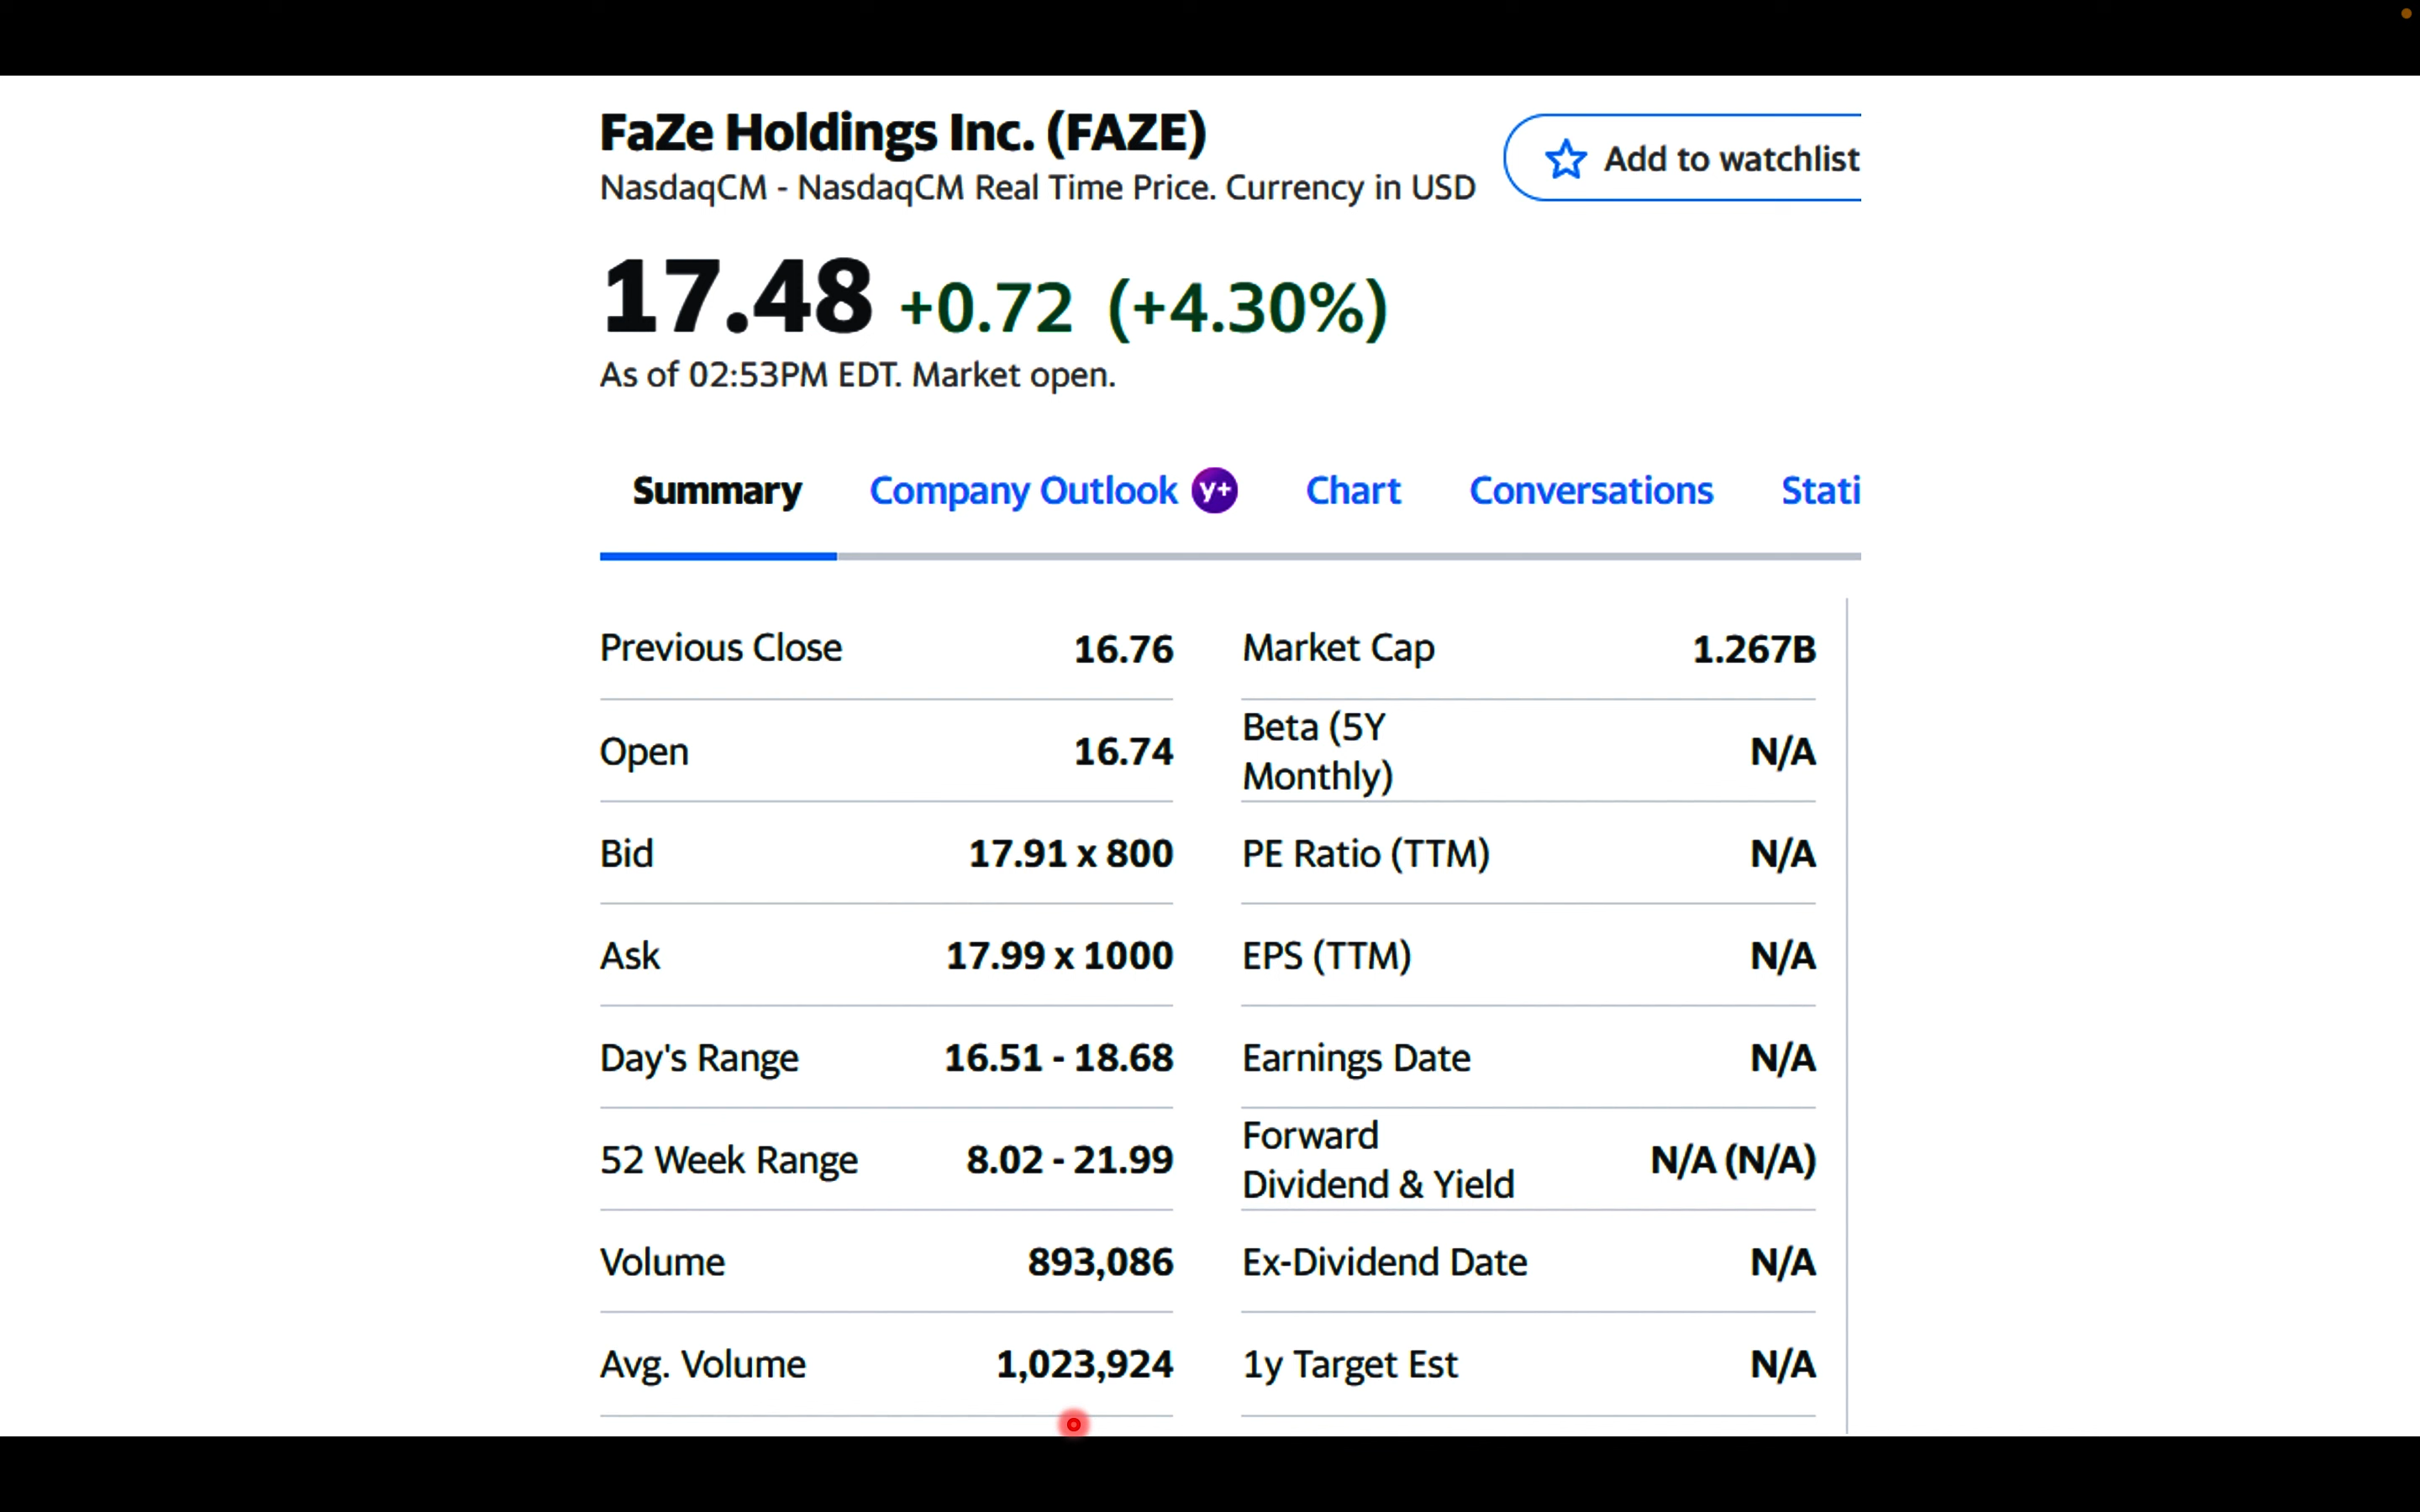 FaZe Holdings Inc. (FAZE)
Add to watchlist
NasdaqCM - NasdaqCM Real Time Price. Currency in USD
17.48 +0.72 (+4.30%)
As of 02:53PM EDT. Market open.
Summary Company Outlook y+ Chart Conversations Stati
Previous Close 16.76
Open 16.74
Bid 17.91 x 800
Ask 17.99 x 1000
Day's Range 16.51 - 18.68
52 Week Range 8.02 - 21.99
Volume 893,086
Avg. Volume 1,023,924
Market Cap 1.267B
Beta (5Y
Monthly) N/A
PE Ratio (TTM) N/A
EPS (TTM) N/A
Earnings Date N/A
Forward
Dividend & Yield N/A (N/A)
Ex-Dividend Date N/A
1y Target Est N/A